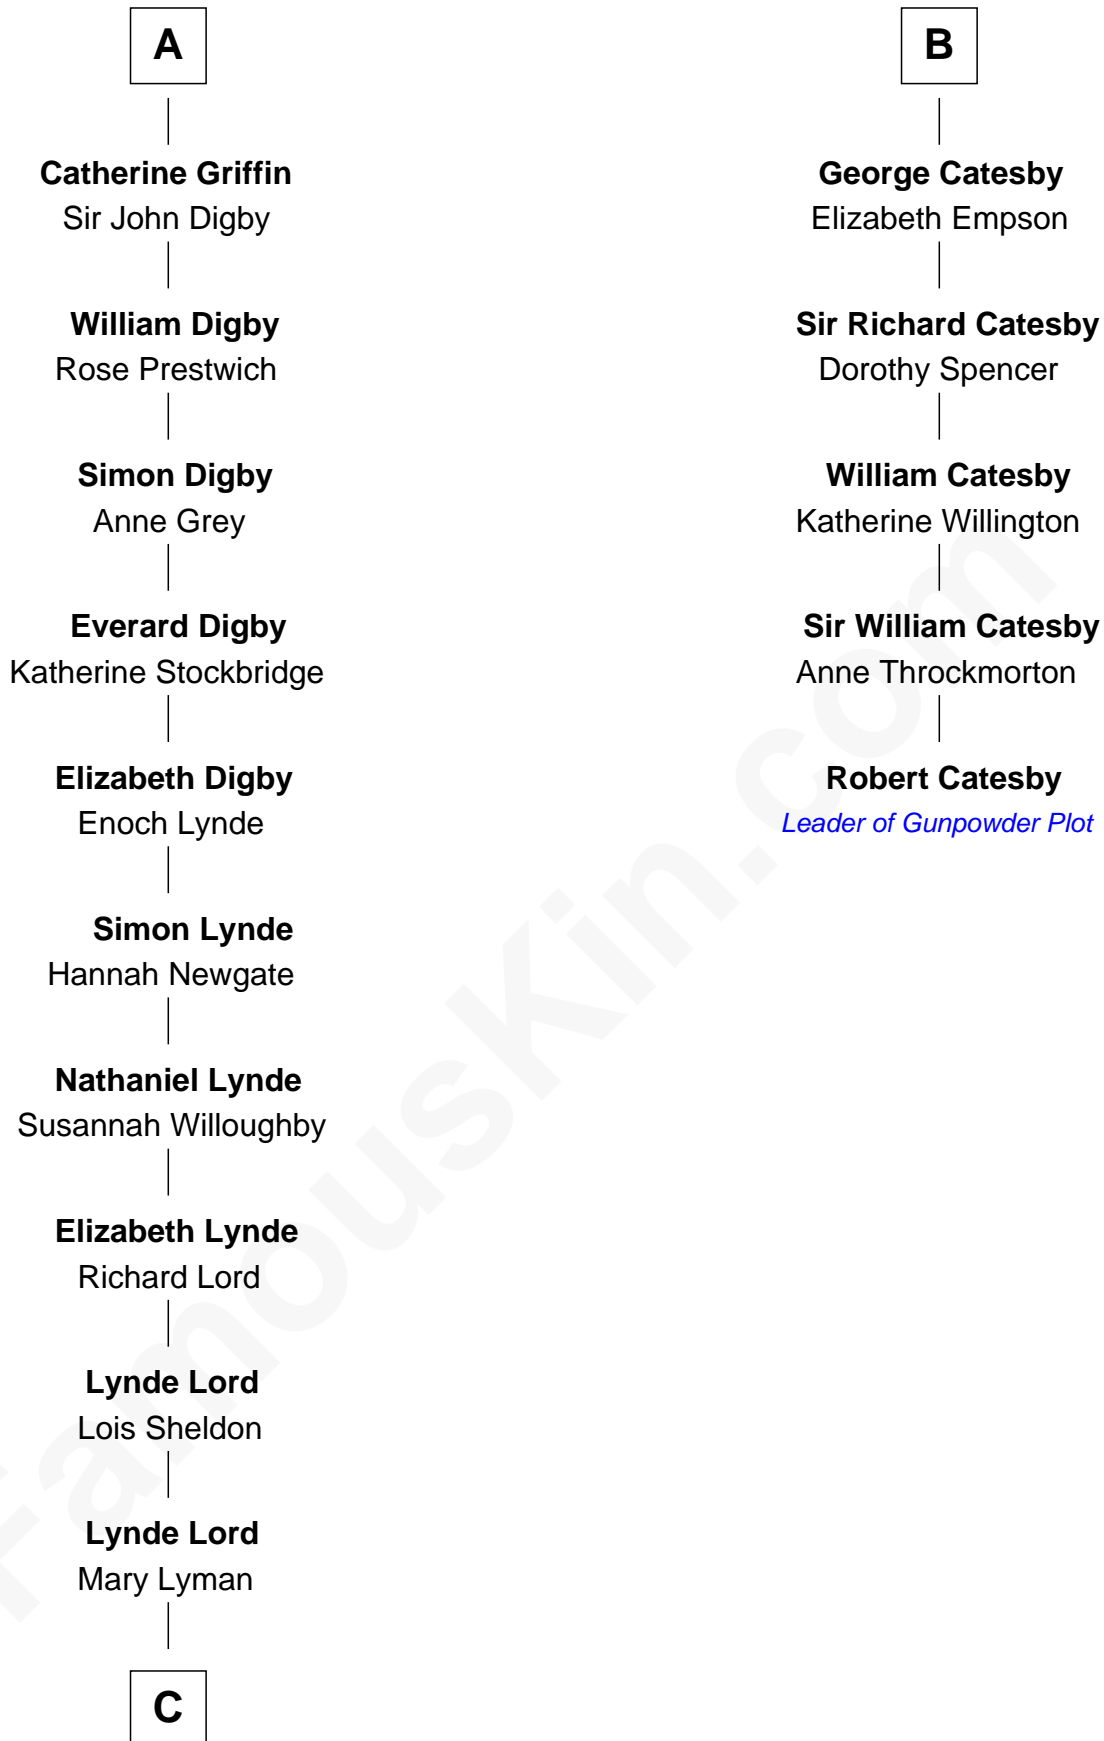 A
Catherine Griffin
Sir John Digby
William Digby
Rose Prestwich
Simon Digby
Anne Grey
Everard Digby
Katherine Stockbridge
Elizabeth Digby
Enoch Lynde
Simon Lynde
Hannah Newgate
Nathaniel Lynde
Susannah Willoughby
Elizabeth Lynde
Richard Lord
Lynde Lord
Lois Sheldon
Lynde Lord
Mary Lyman
C
B
George Catesby
Elizabeth Empson
Sir Richard Catesby
Dorothy Spencer
William Catesby
Katherine Willington
Sir William Catesby
Anne Throckmorton
Robert Catesby
Leader of Gunpowder Plot
FamousKin.com